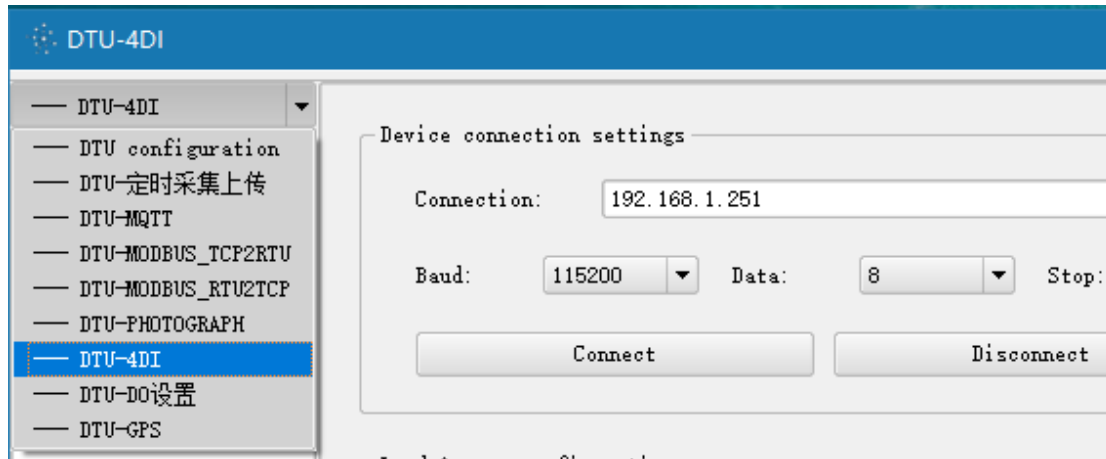 DTU-4DI
DTU-4DI
DTU configuration
DTU-定时采集上传
DTU-MQTT
DTU-MODBUS_TCP2RTU
DTU-MODBUS_RTU2TCP
DTU-PHOTOGRAPH
DTU-4DI
DTU-DO设置
DTU-GPS
Device connection settings
Connection: 192.168.1.251
Baud: 115200 Data: 8 Stop:
Connect Disconnect